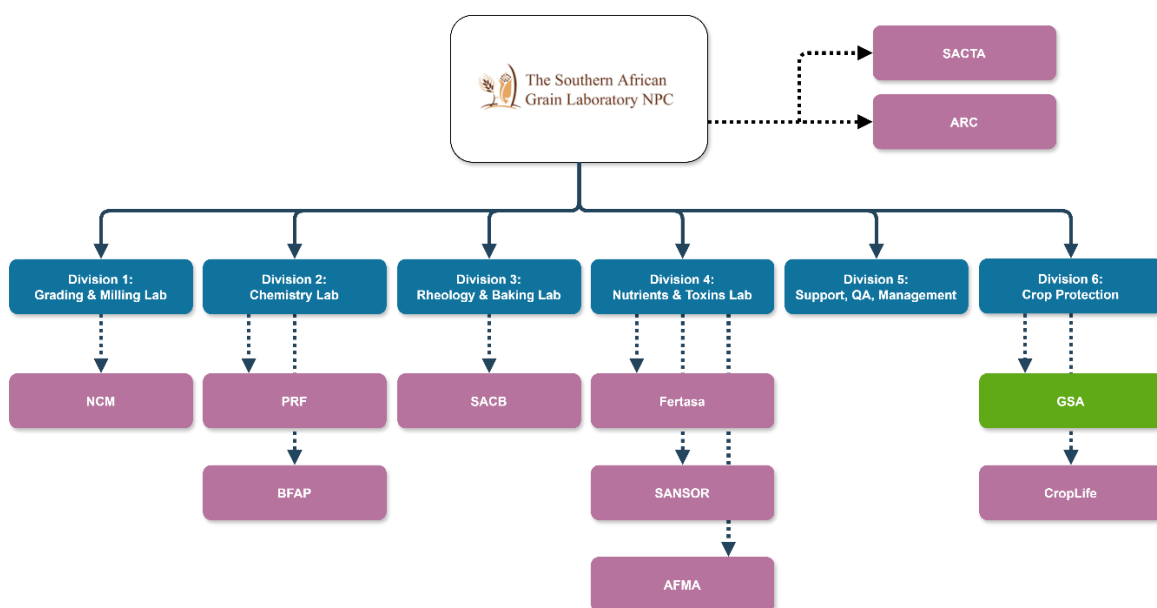 The Southern African
Grain Laboratory NPC
SACTA
ARC
Division 1:
Grading & Milling Lab
Division 2:
Chemistry Lab
Division 3:
Rheology & Baking Lab
Division 4:
Nutrients & Toxins Lab
Division 5:
Support, QA, Management
Division 6:
Crop Protection
NCM
PRF
SACB
Fertasa
GSA
BFAP
SANSOR
CropLife
AFMA